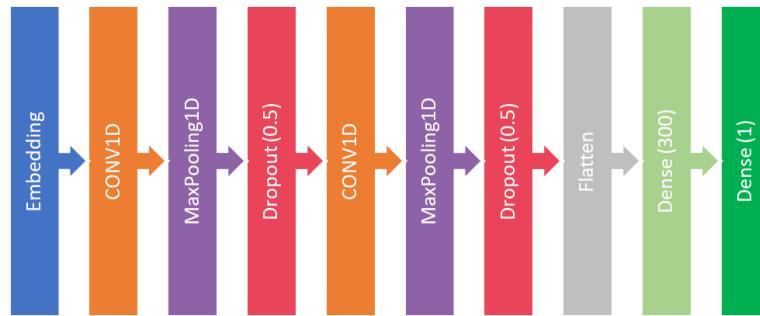 Embedding
CONV1D
MaxPooling1D
Dropout (0.5)
CONV1D
MaxPooling1D
Dropout (0.5)
Flatten
Dense (300)
Dense (1)